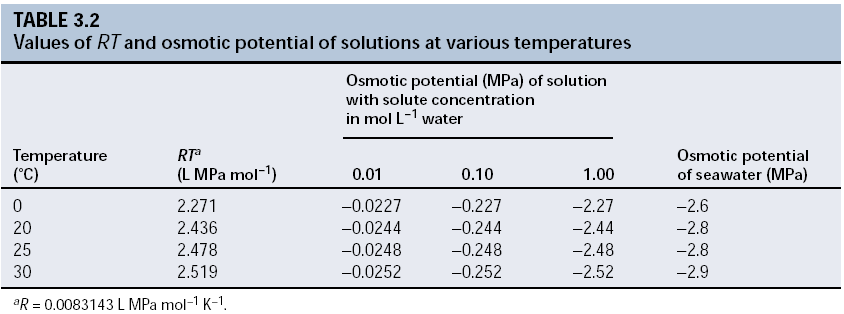 TABLE 3.2
Values of RT and osmotic potential of solutions at various temperatures
Osmotic potential (MPa) of solution
with solute concentration
in mol L–1 water
Temperature RTa Osmotic potential
(°C) (L MPa mol–1) 0.01 0.10 1.00 of seawater (MPa)
0 2.271 –0.0227 –0.227 –2.27 –2.6
20 2.436 –0.0244 –0.244 –2.44 –2.8
25 2.478 –0.0248 –0.248 –2.48 –2.8
30 2.519 –0.0252 –0.252 –2.52 –2.9
aR = 0.0083143 L MPa mol–1 K–1.